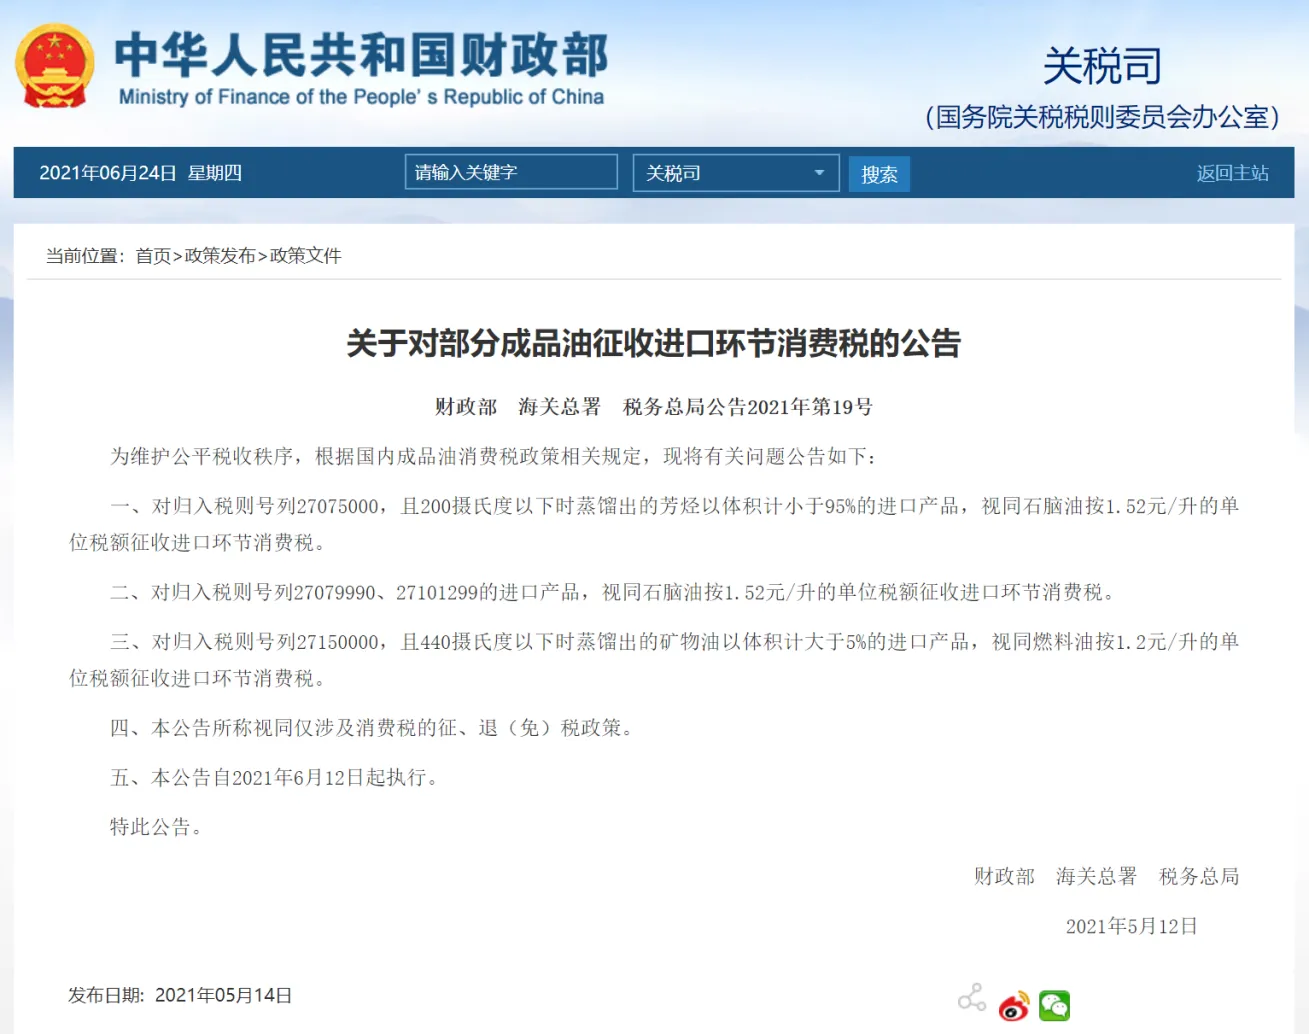 中华人民共和国财政部
Ministry of Finance of the People's Republic of China
关税司
（国务院关税税则委员会办公室）
2021年06月24日 星期四
请输入关键字
关税司
搜索
返回主站
当前位置：首页>政策发布>政策文件
关于对部分成品油征收进口环节消费税的公告
财政部 海关总署 税务总局公告2021年第19号
为维护公平税收秩序，根据国内成品油消费税政策相关规定，现将有关问题公告如下：
一、对归入税则号列27075000，且200摄氏度以下时蒸馏出的芳烃以体积计小于95%的进口产品，视同石脑油按1.52元/升的单
位税额征收进口环节消费税。
二、对归入税则号列27079990、27101299的进口产品，视同石脑油按1.52元/升的单位税额征收进口环节消费税。
三、对归入税则号列27150000，且440摄氏度以下时蒸馏出的矿物油以体积计大于5%的进口产品，视同燃料油按1.2元/升的单
位税额征收进口环节消费税。
四、本公告所称视同仅涉及消费税的征、退（免）税政策。
五、本公告自2021年6月12日起执行。
特此公告。
财政部 海关总署 税务总局
2021年5月12日
发布日期：2021年05月14日